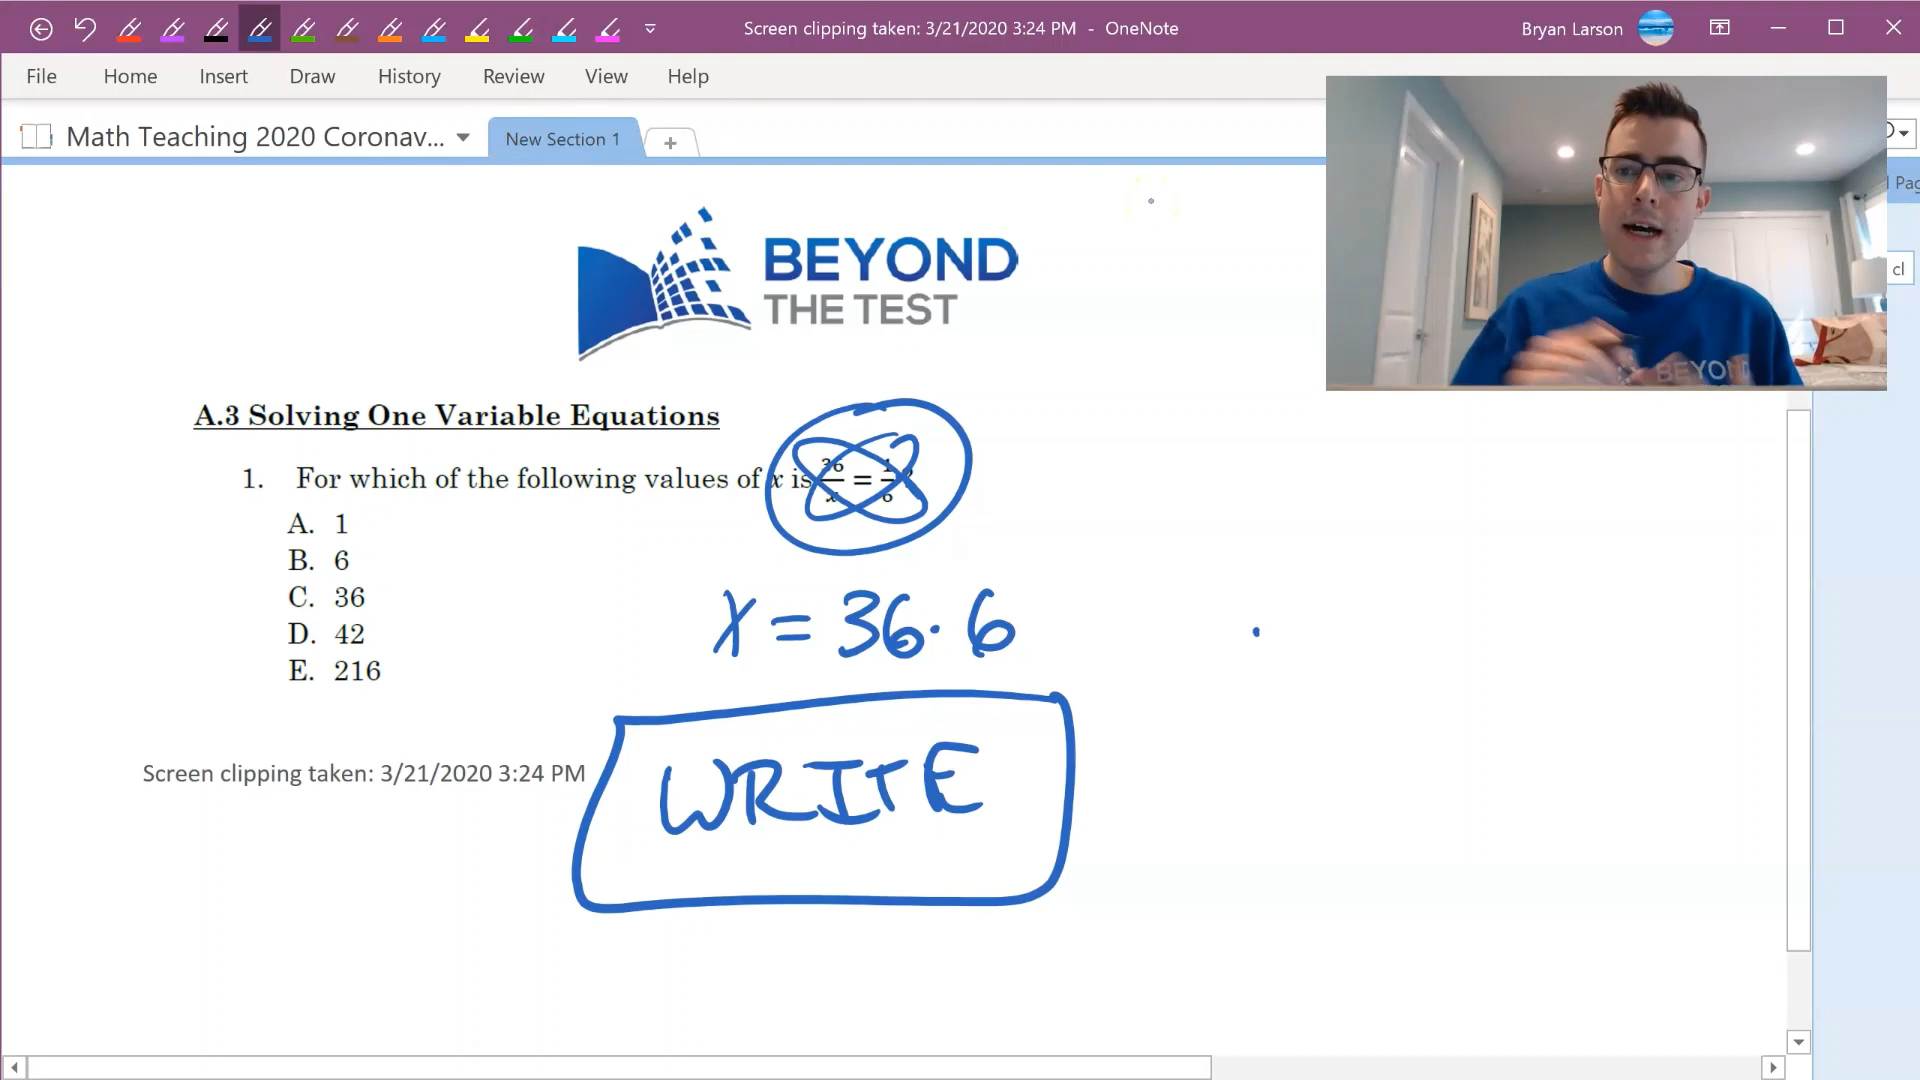 Screen clipping taken: 3/21/2020 3:24 PM - OneNote
Bryan Larson
File Home Insert Draw History Review View Help
Math Teaching 2020 Coronav...
New Section 1
+
Pag
cl
BEYOND
THE TEST
BEYOND
A.3 Solving One Variable Equations
1. For which of the following values of x is 36/x = 1/6 ?
A. 1
B. 6
C. 36
D. 42
E. 216
x = 36 · 6
Screen clipping taken: 3/21/2020 3:24 PM
WRITE